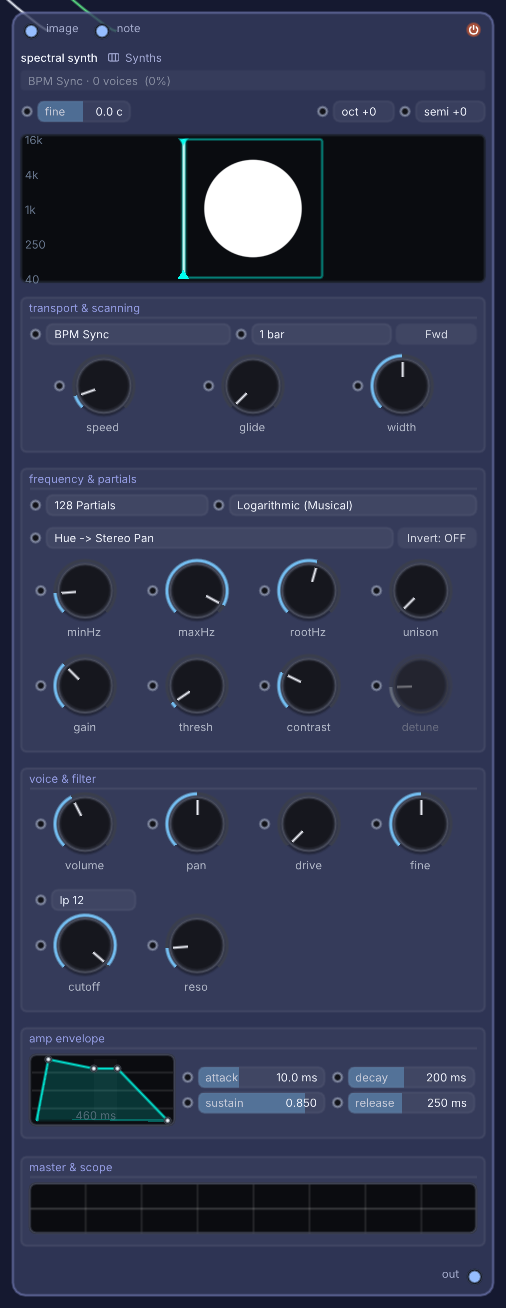 image note
spectral synth Synths
BPM Sync · 0 voices (0%)
fine 0.0 c oct +0 semi +0
16k
4k
1k
250
40
transport & scanning
BPM Sync 1 bar Fwd
speed glide width
frequency & partials
128 Partials Logarithmic (Musical)
Hue -> Stereo Pan Invert: OFF
minHz maxHz rootHz unison
gain thresh contrast detune
voice & filter
volume pan drive fine
lp 12
cutoff reso
amp envelope
attack 10.0 ms decay 200 ms
sustain 0.850 release 250 ms
460 ms
master & scope
out